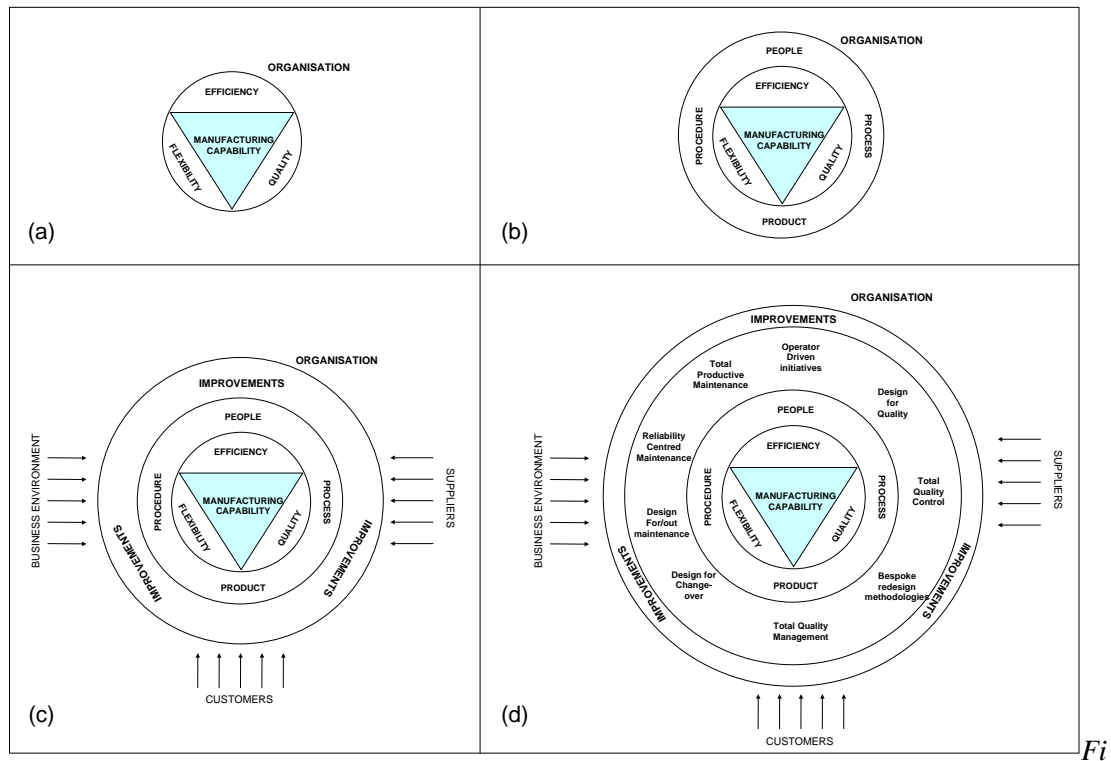 ORGANISATION
EFFICIENCY
MANUFACTURING
CAPABILITY
FLEXIBILITY
QUALITY
(a)
ORGANISATION
PEOPLE
EFFICIENCY
PROCEDURE
MANUFACTURING
CAPABILITY
PROCESS
FLEXIBILITY
QUALITY
PRODUCT
(b)
ORGANISATION
IMPROVEMENTS
PEOPLE
EFFICIENCY
BUSINESS ENVIRONMENT
PROCEDURE
MANUFACTURING
CAPABILITY
PROCESS
SUPPLIERS
FLEXIBILITY
QUALITY
IMPROVEMENTS
IMPROVEMENTS
PRODUCT
CUSTOMERS
(c)
ORGANISATION
IMPROVEMENTS
Operator
Driven
initiatives
Total
Productive
Maintenance
Design
for
Quality
PEOPLE
Reliability
Centred
Maintenance
EFFICIENCY
BUSINESS ENVIRONMENT
PROCEDURE
MANUFACTURING
CAPABILITY
PROCESS
Total
Quality
Control
SUPPLIERS
Design
For/out
maintenance
FLEXIBILITY
QUALITY
Design for
Change-
over
PRODUCT
Bespoke
redesign
methodologies
IMPROVEMENTS
IMPROVEMENTS
Total Quality
Management
CUSTOMERS
(d)
Fi